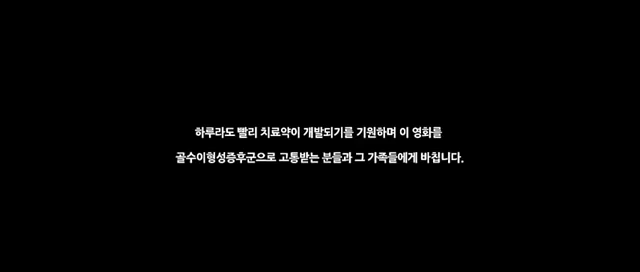 하루라도 빨리 치료약이 개발되기를 기원하며 이 영화를
골수이형성증후군으로 고통받는 분들과 그 가족들에게 바칩니다.